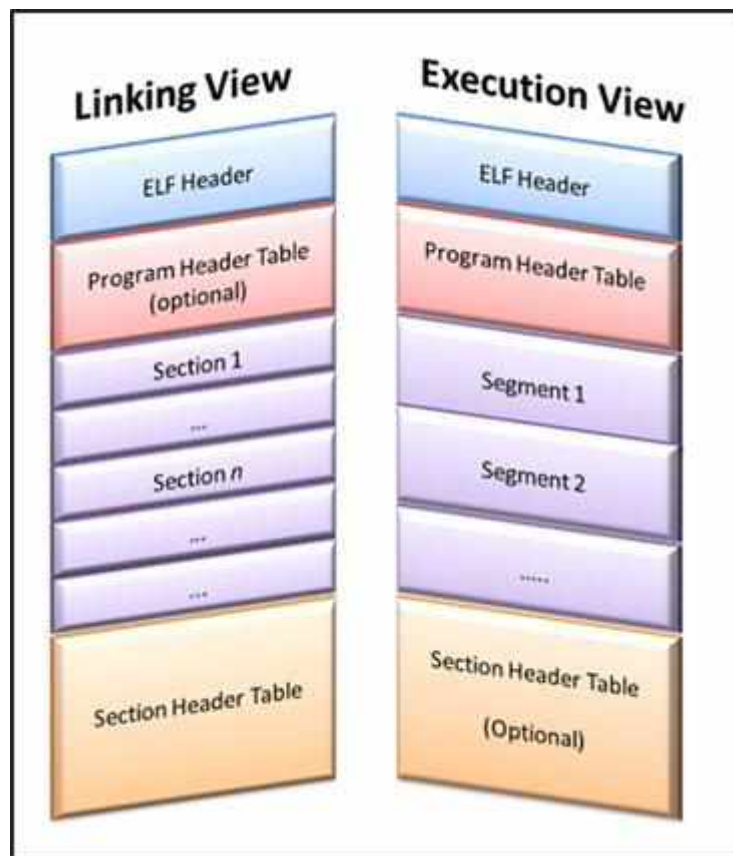 Linking View
ELF Header
Program Header Table
(optional)
Section 1
...
Section n
...
...
Section Header Table
Execution View
ELF Header
Program Header Table
Segment 1
Segment 2
.....
Section Header Table
(Optional)